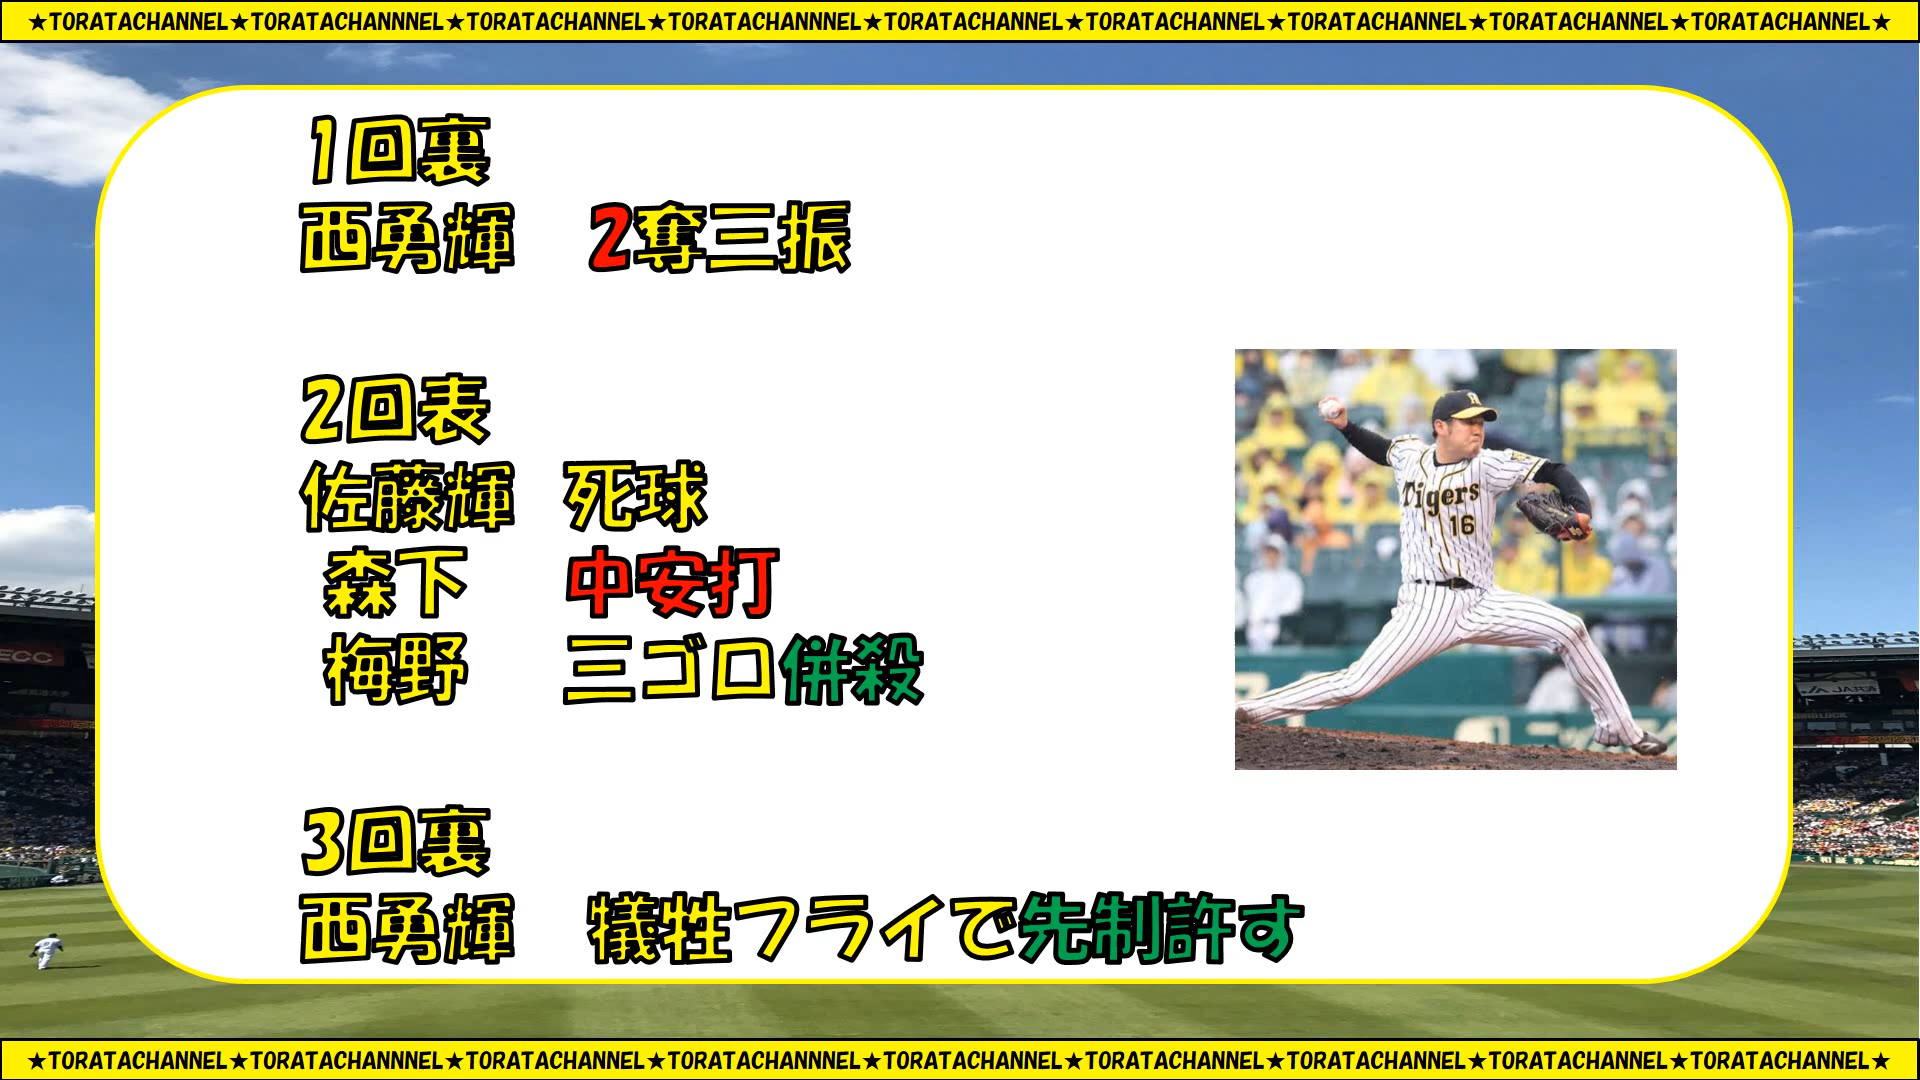 ★TORATACHANNEL★TORATACHANNNEL★TORATACHANNEL★TORATACHANNNEL★TORATACHANNEL★TORATACHANNEL★TORATACHANNEL★TORATACHANNEL★TORATACHANNEL★
1回裏
西勇輝　2奪三振
2回表
佐藤輝　死球
森下　中安打
梅野　三ゴロ併殺
Tigers
16
3回裏
西勇輝　犠牲フライで先制許す
★TORATACHANNEL★TORATACHANNNEL★TORATACHANNEL★TORATACHANNNEL★TORATACHANNEL★TORATACHANNEL★TORATACHANNEL★TORATACHANNEL★TORATACHANNEL★